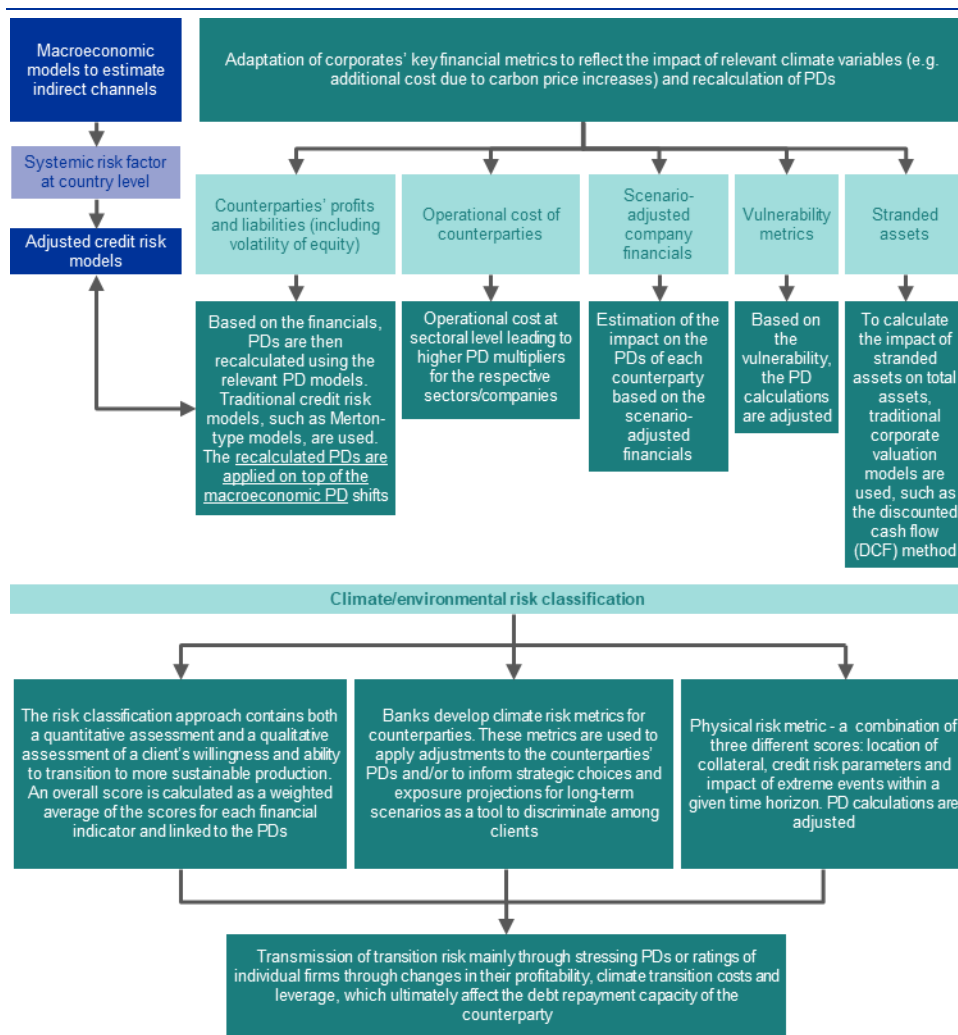 Macroeconomic
models to estimate
indirect channels
Systemic risk factor
at country level
Adjusted credit risk
models
Adaptation of corporates' key financial metrics to reflect the impact of relevant climate variables (e.g.
additional cost due to carbon price increases) and recalculation of PDs
Counterparties' profits
and liabilities (including
volatility of equity)
Operational cost of
counterparties
Scenario-
adjusted
company
financials
Vulnerability
metrics
Stranded
assets
Based on the financials,
PDs are then
recalculated using the
relevant PD models.
Traditional credit risk
models, such as Merton-
type models, are used.
The recalculated PDs are
applied on top of the
macroeconomic PD shifts
Operational cost at
sectoral level leading to
higher PD multipliers
for the respective
sectors/companies
Estimation of the
impact on the
PDs of each
counterparty
based on the
scenario-
adjusted
financials
Based on
the
vulnerability,
the PD
calculations
are adjusted
To calculate
the impact of
stranded
assets on total
assets,
traditional
corporate
valuation
models are
used, such as
the discounted
cash flow
(DCF) method
Climate/environmental risk classification
The risk classification approach contains both
a quantitative assessment and a qualitative
assessment of a client's willingness and ability
to transition to more sustainable production.
An overall score is calculated as a weighted
average of the scores for each financial
indicator and linked to the PDs
Banks develop climate risk metrics for
counterparties. These metrics are used to
apply adjustments to the counterparties'
PDs and/or to inform strategic choices and
exposure projections for long-term
scenarios as a tool to discriminate among
clients
Physical risk metric - a combination of
three different scores: location of
collateral, credit risk parameters and
impact of extreme events within a
given time horizon. PD calculations are
adjusted
Transmission of transition risk mainly through stressing PDs or ratings of
individual firms through changes in their profitability, climate transition costs and
leverage, which ultimately affect the debt repayment capacity of the
counterparty